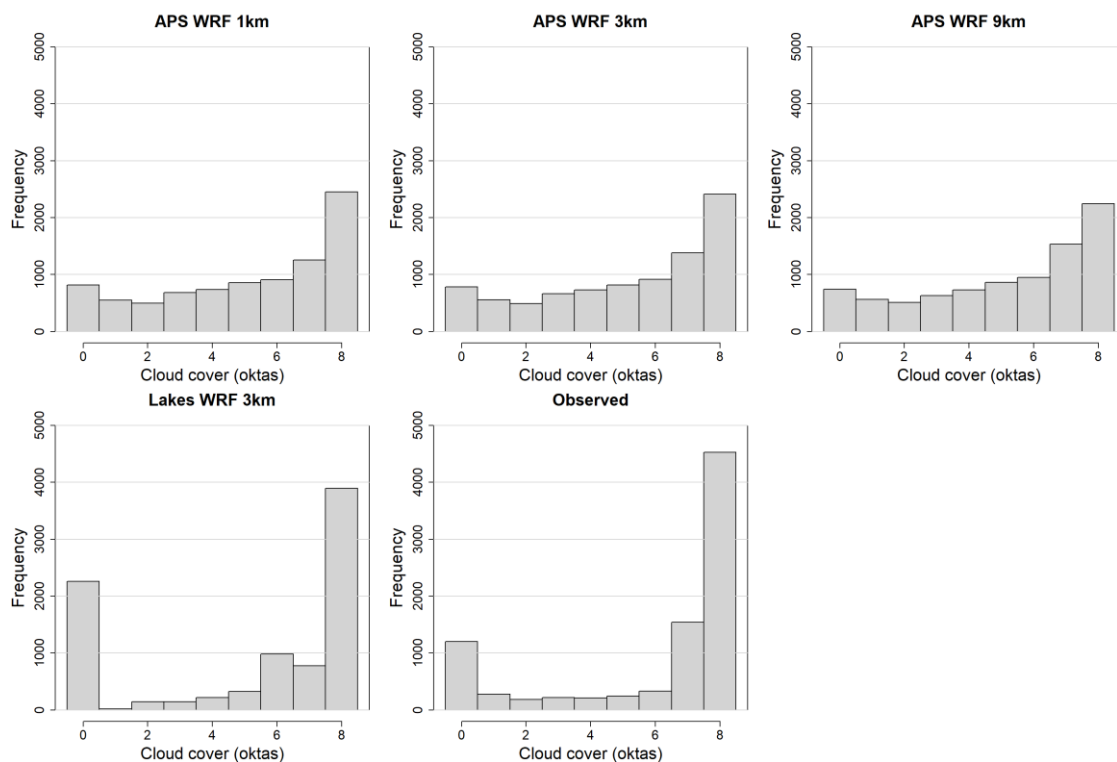 APS WRF 1km
APS WRF 3km
APS WRF 9km
Frequency
0 1000 2000 3000 4000 5000
0 2 4 6 8
Cloud cover (oktas)
Frequency
0 1000 2000 3000 4000 5000
0 2 4 6 8
Cloud cover (oktas)
Frequency
0 1000 2000 3000 4000 5000
0 2 4 6 8
Cloud cover (oktas)
Lakes WRF 3km
Observed
Frequency
0 1000 2000 3000 4000 5000
0 2 4 6 8
Cloud cover (oktas)
Frequency
0 1000 2000 3000 4000 5000
0 2 4 6 8
Cloud cover (oktas)